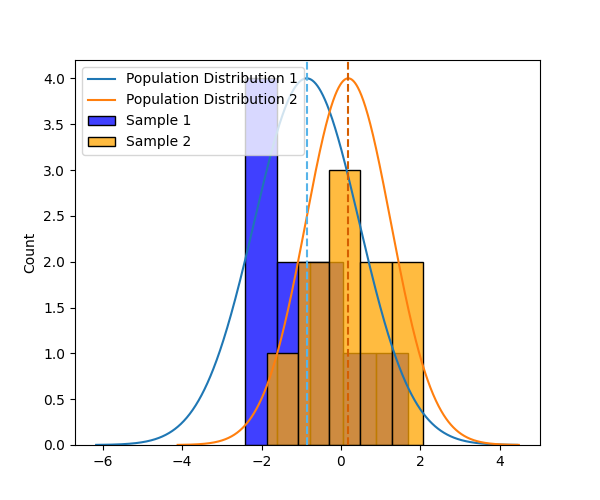 Population Distribution 1
Population Distribution 2
Sample 1
Sample 2
Count
4.0
3.5
3.0
2.5
2.0
1.5
1.0
0.5
0.0
−6 −4 −2 0 2 4